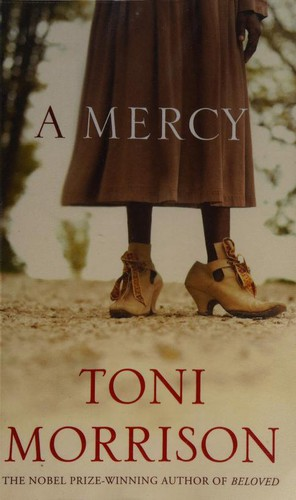 A MERCY
TONI
MORRISON
THE NOBEL PRIZE-WINNING AUTHOR OF BELOVED